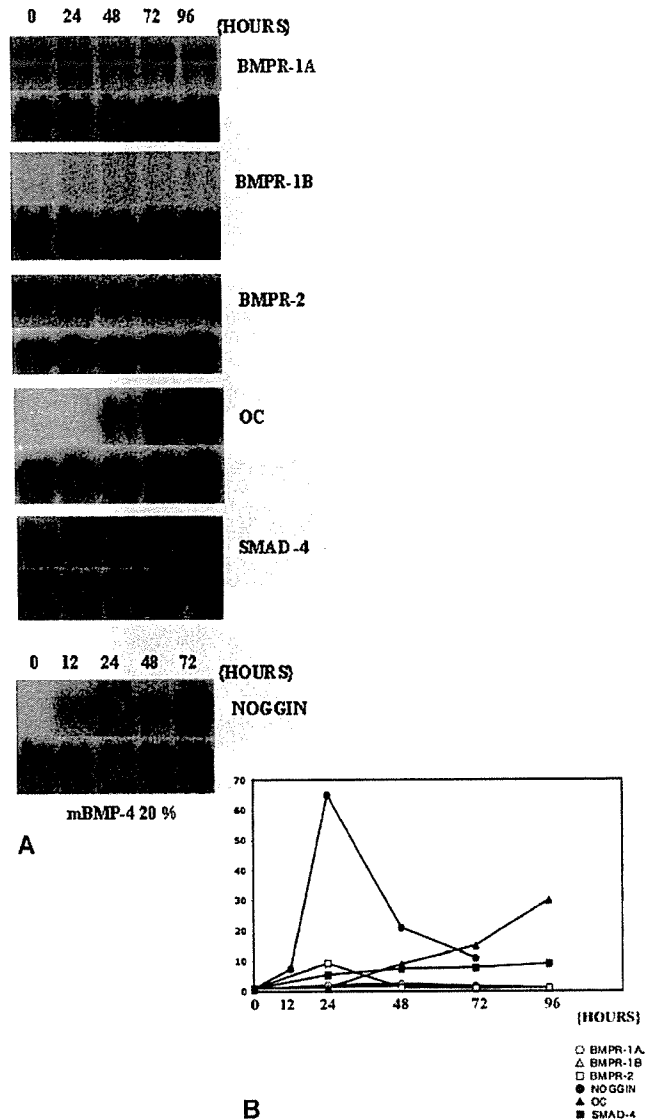 0 24 48 72 96
{HOURS}
BMPR-1A
BMPR-1B
BMPR-2
OC
SMAD-4
0 12 24 48 72
{HOURS}
NOGGIN
mBMP-4 20 %
A
70
60
50
40
30
20
10
0
0 12 24 48 72 96
{HOURS}
BMPR-1A
BMPR-1B
BMPR-2
NOGGIN
OC
SMAD-4
B